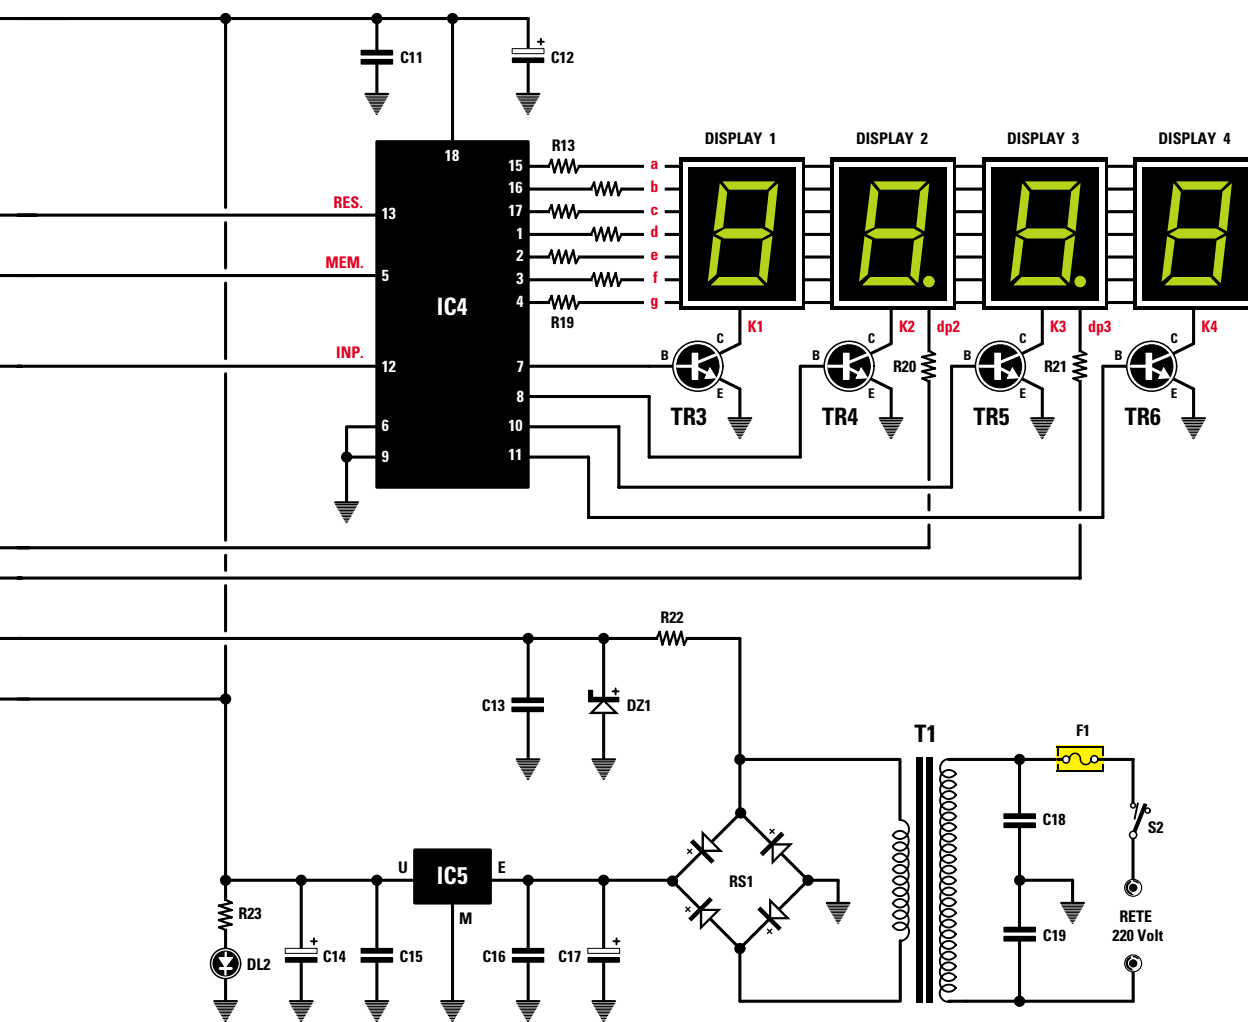 C11
+
C12
DISPLAY 1
DISPLAY 2
DISPLAY 3
DISPLAY 4
18
R13
15
a
16
b
RES.
13
17
c
1
d
MEM.
5
2
e
3
f
IC4
4
g
R19
K1
K2
dp2
K3
dp3
K4
INP.
12
7
B
C
E
TR3
B
C
E
TR4
R20
B
C
E
TR5
R21
B
C
E
TR6
8
6
10
9
11
R22
C13
+
DZ1
T1
F1
C18
S2
U
IC5
E
M
RS1
R23
DL2
+
C14
C15
C16
C17
+
C19
RETE
220 Volt